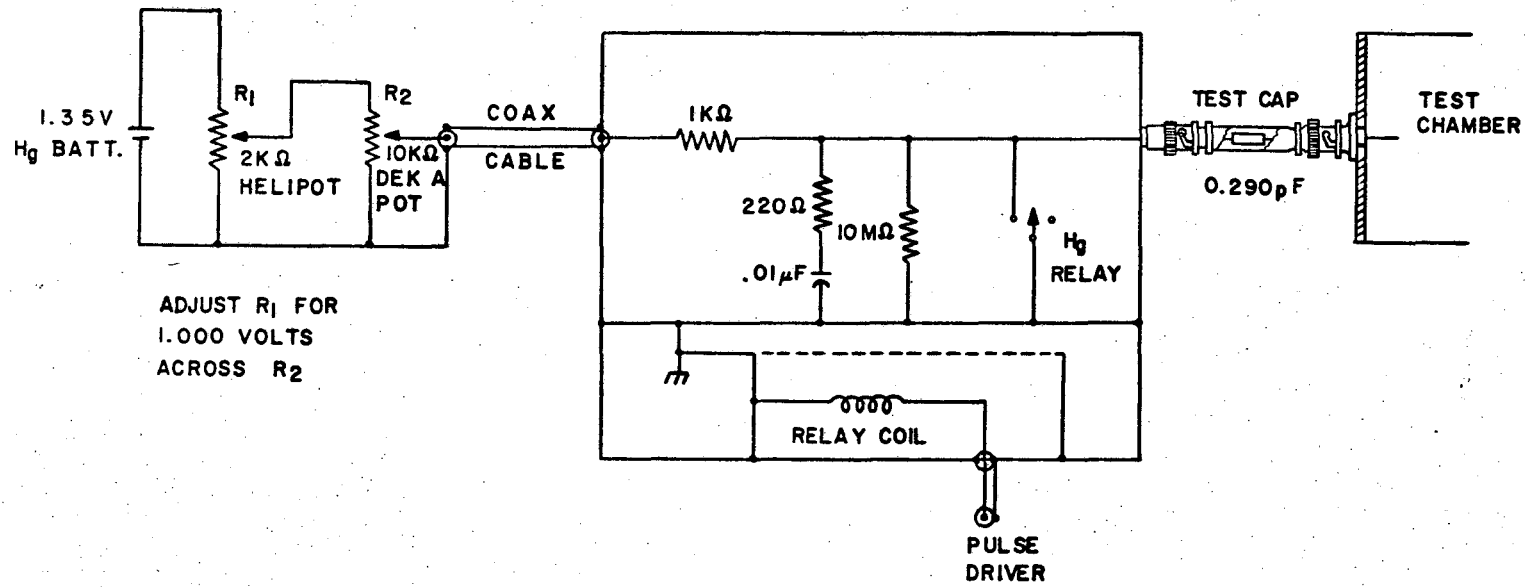 1.35V
Hg BATT.
R1
2KΩ
HELIPOT
R2
10KΩ
DEK A
POT
COAX
CABLE
1KΩ
220Ω
.01µF
10MΩ
Hg
RELAY
TEST CAP
0.290pF
TEST
CHAMBER
ADJUST R1 FOR
1.000 VOLTS
ACROSS R2
RELAY COIL
PULSE
DRIVER